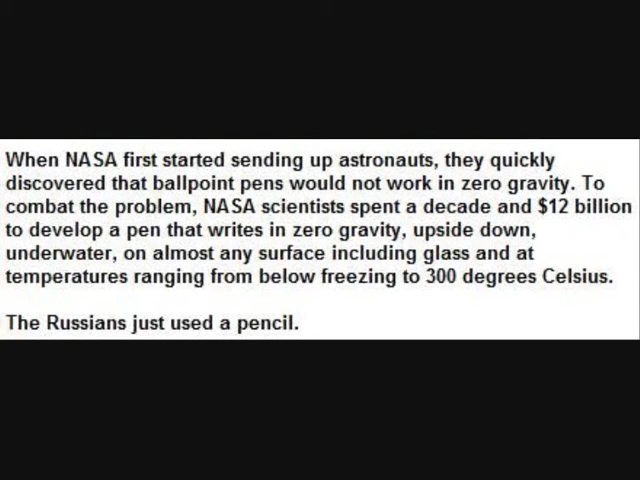 When NASA first started sending up astronauts, they quickly
discovered that ballpoint pens would not work in zero gravity. To
combat the problem, NASA scientists spent a decade and $12 billion
to develop a pen that writes in zero gravity, upside down,
underwater, on almost any surface including glass and at
temperatures ranging from below freezing to 300 degrees Celsius.
The Russians just used a pencil.